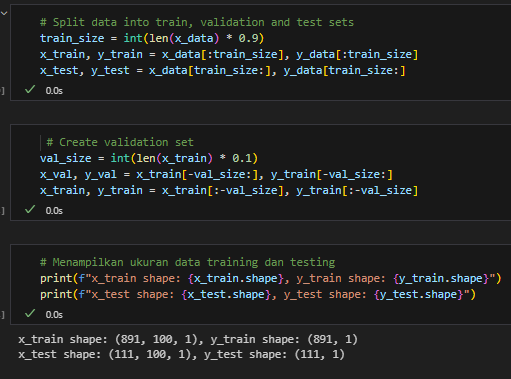 # Split data into train, validation and test sets
train_size = int(len(x_data) * 0.9)
x_train, y_train = x_data[:train_size], y_data[:train_size]
x_test, y_test = x_data[train_size:], y_data[train_size:]
0.0s
# Create validation set
val_size = int(len(x_train) * 0.1)
x_val, y_val = x_train[-val_size:], y_train[-val_size:]
x_train, y_train = x_train[:-val_size], y_train[:-val_size]
0.0s
# Menampilkan ukuran data training dan testing
print(f"x_train shape: {x_train.shape}, y_train shape: {y_train.shape}")
print(f"x_test shape: {x_test.shape}, y_test shape: {y_test.shape}")
0.0s
x_train shape: (891, 100, 1), y_train shape: (891, 1)
x_test shape: (111, 100, 1), y_test shape: (111, 1)